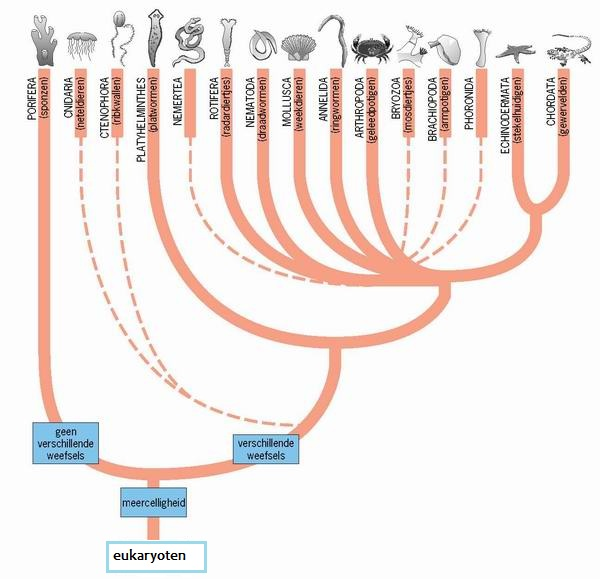 PORIFERA
(sponzen)
CNIDARIA
(neteldieren)
CTENOPHORA
(ribkwallen)
PLATYHELMINTHES
(platwormen)
NEMERTEA
ROTIFERA
(radardiertjes)
NEMATODA
(draadwormen)
MOLLUSCA
(weekdieren)
ANNELIDA
(ringwormen)
ARTHROPODA
(geleedpotigen)
BRYOZOA
(mosdiertjes)
BRACHIOPODA
(armpotigen)
PHORONIDA
ECHINODERMATA
(stekelhuidigen)
CHORDATA
(gewervelden)
geen
verschillende
weefsels
verschillende
weefsels
meercelligheid
eukaryoten